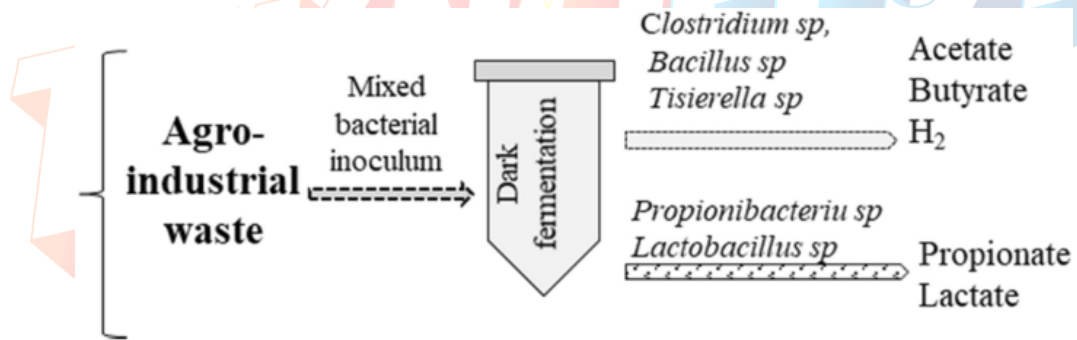 Agro-
industrial
waste
Mixed
bacterial
inoculum
Dark
fermentation
Clostridium sp,
Bacillus sp
Tisierella sp
Acetate
Butyrate
H₂
Propionibacteriu sp
Lactobacillus sp
Propionate
Lactate